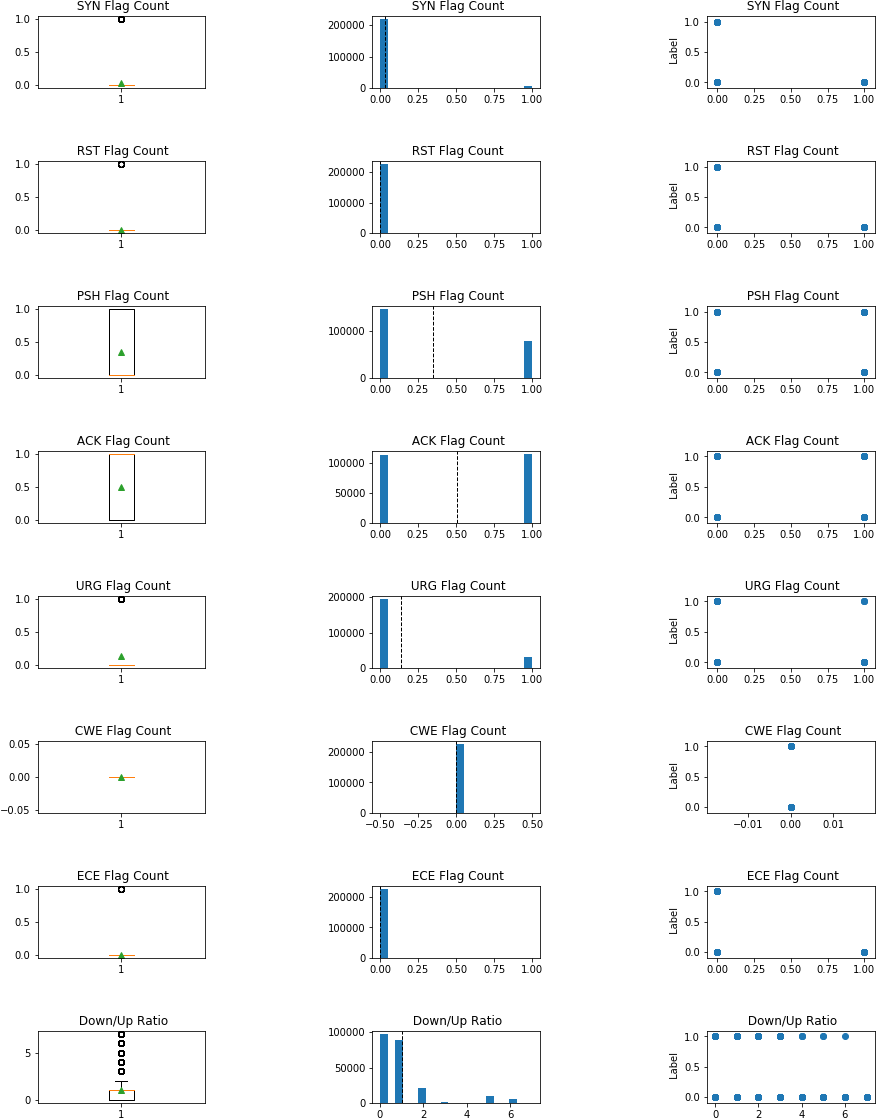 SYN Flag Count SYN Flag Count SYN Flag Count
1.0 200000 1.0
0.5 100000 Label 0.5
0.0 0 0.0
1 0.00 0.25 0.50 0.75 1.00 0.00 0.25 0.50 0.75 1.00
RST Flag Count RST Flag Count RST Flag Count
1.0 200000 1.0
0.5 100000 Label 0.5
0.0 0 0.0
1 0.00 0.25 0.50 0.75 1.00 0.00 0.25 0.50 0.75 1.00
PSH Flag Count PSH Flag Count PSH Flag Count
1.0 100000 1.0
0.5 Label 0.5
0.0 0 0.0
1 0.00 0.25 0.50 0.75 1.00 0.00 0.25 0.50 0.75 1.00
ACK Flag Count ACK Flag Count ACK Flag Count
1.0 100000 1.0
0.5 50000 Label 0.5
0.0 0 0.0
1 0.00 0.25 0.50 0.75 1.00 0.00 0.25 0.50 0.75 1.00
URG Flag Count URG Flag Count URG Flag Count
1.0 200000 1.0
0.5 100000 Label 0.5
0.0 0 0.0
1 0.00 0.25 0.50 0.75 1.00 0.00 0.25 0.50 0.75 1.00
CWE Flag Count CWE Flag Count CWE Flag Count
0.05 200000 1.0
0.00 100000 Label 0.5
−0.05 0 0.0
1 −0.50 −0.25 0.00 0.25 0.50 −0.01 0.00 0.01
ECE Flag Count ECE Flag Count ECE Flag Count
1.0 200000 1.0
0.5 100000 Label 0.5
0.0 0 0.0
1 0.00 0.25 0.50 0.75 1.00 0.00 0.25 0.50 0.75 1.00
Down/Up Ratio Down/Up Ratio Down/Up Ratio
100000 1.0
5 50000 Label 0.5
0 0 0.0
1 0 2 4 6 0 2 4 6